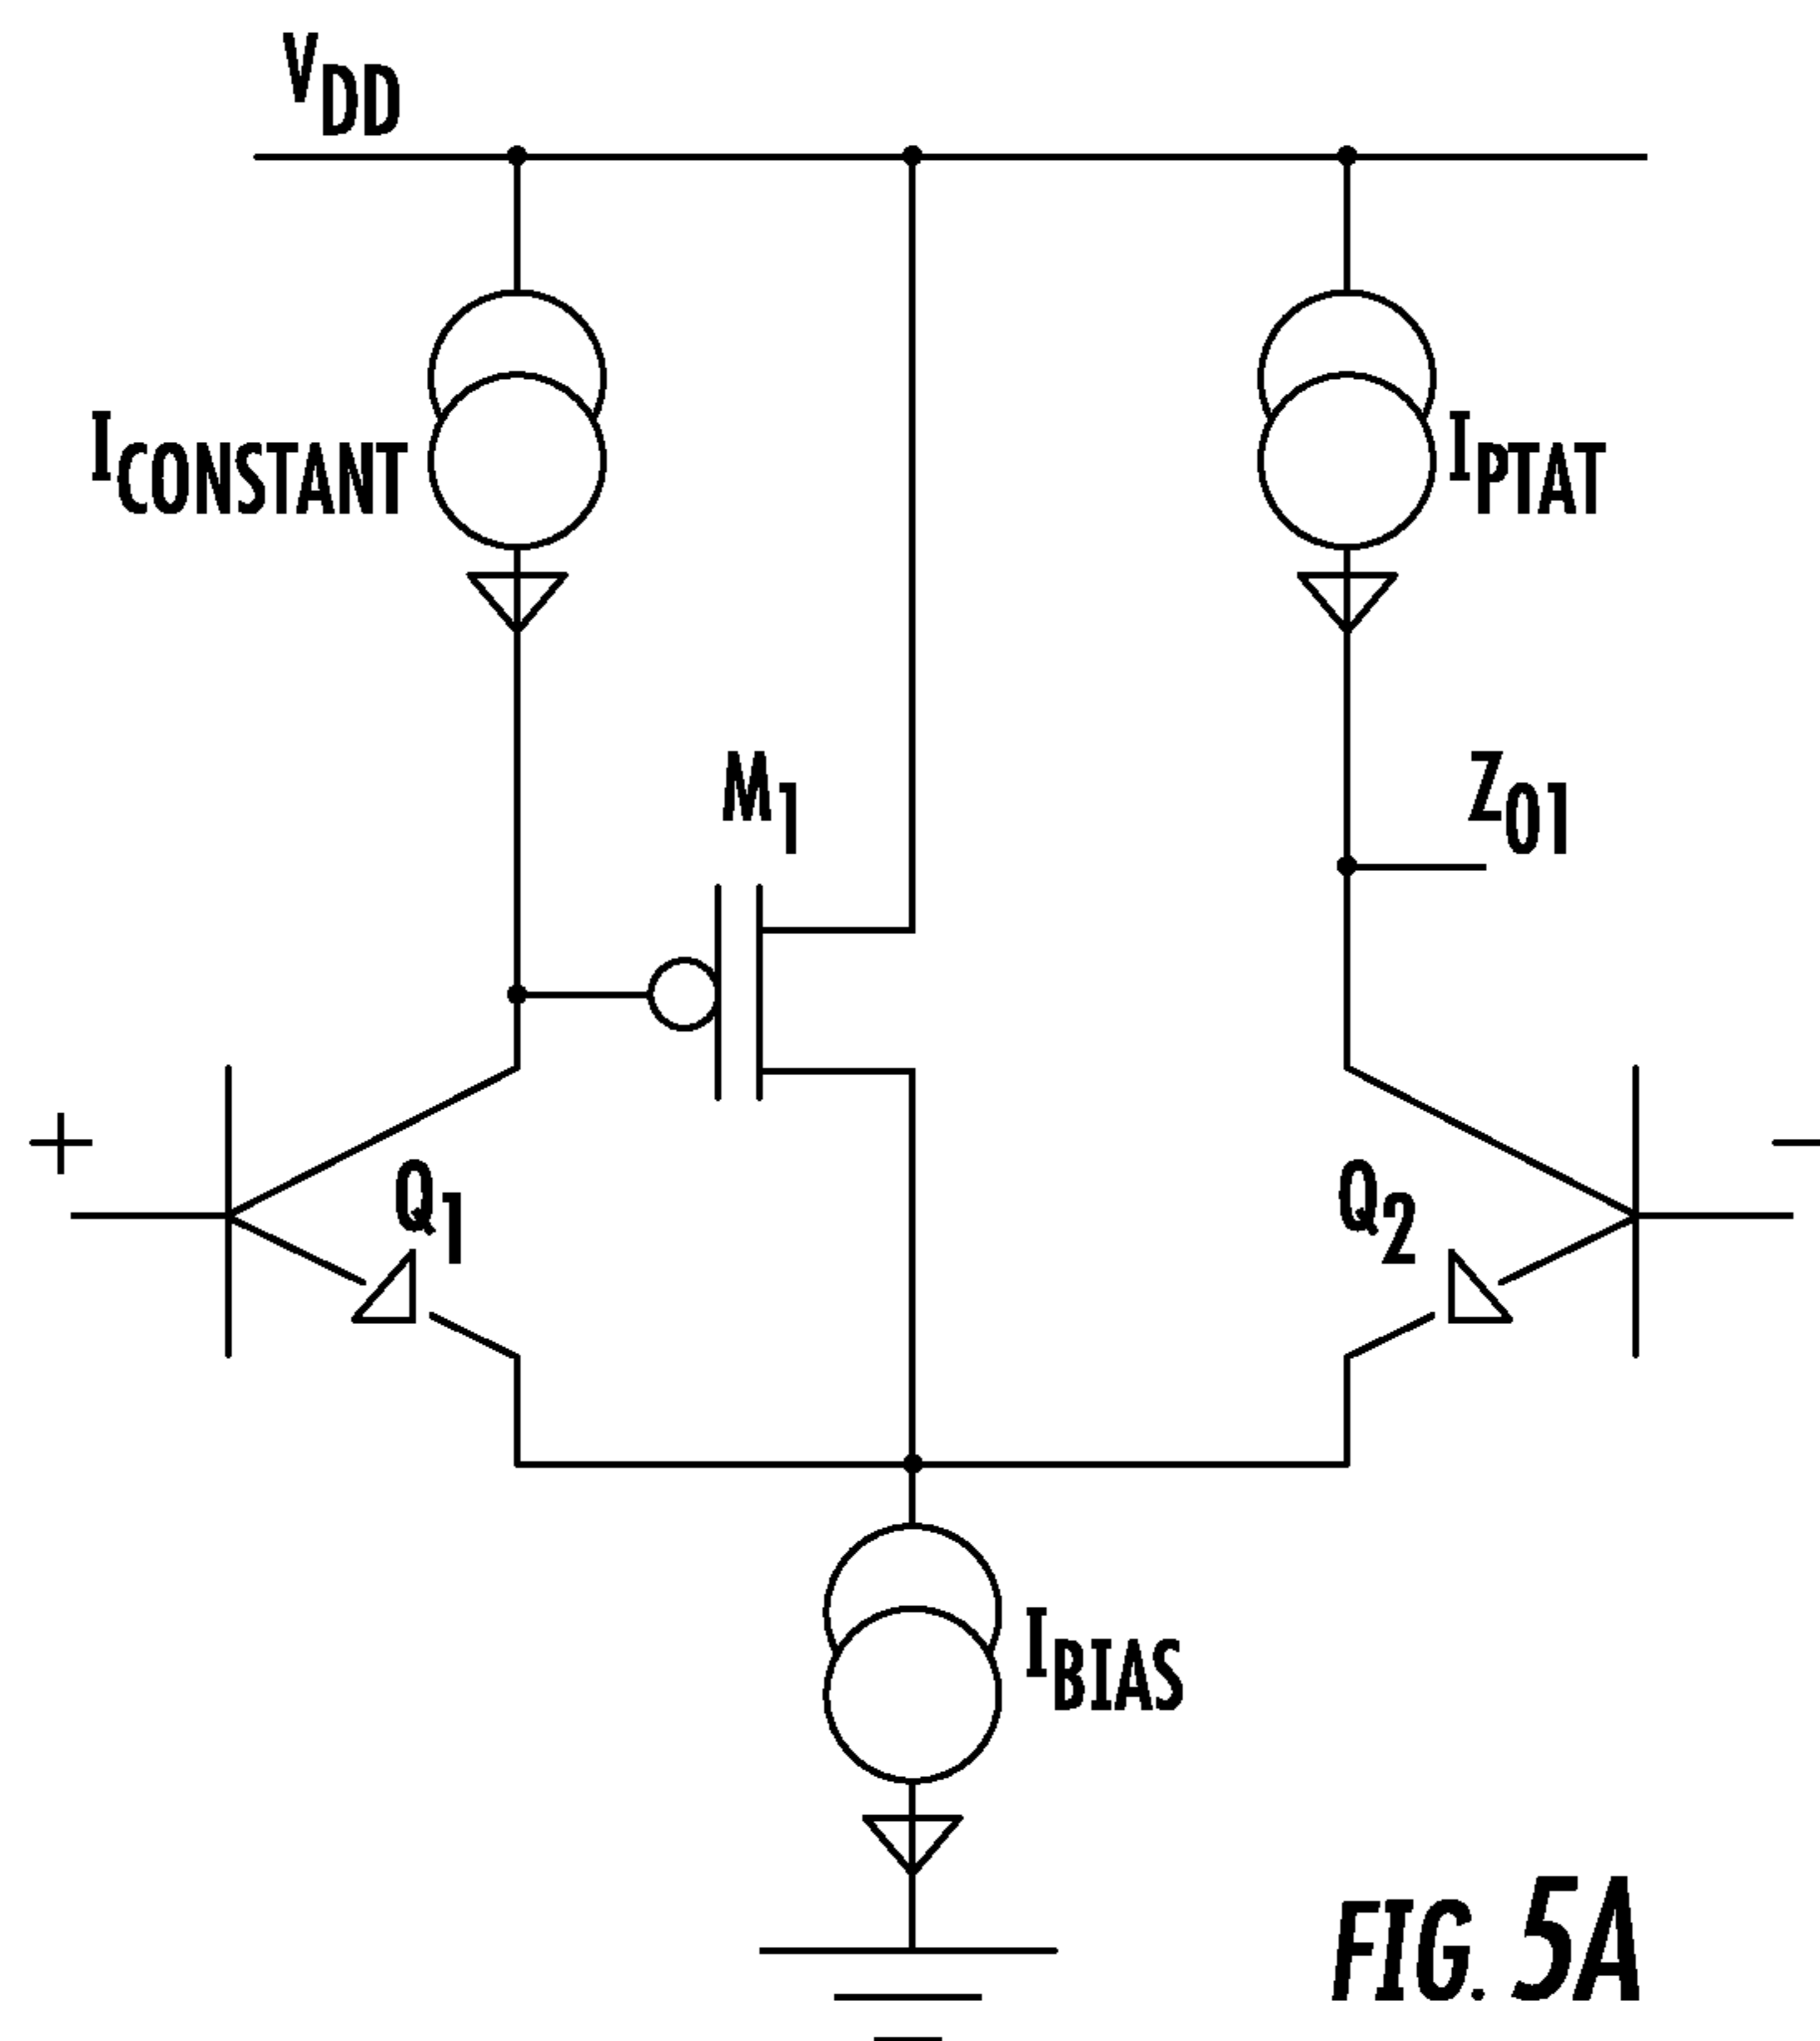 VDD
ICONSTANT
IPTAT
M1
Z01
+
−
Q1
Q2
IBIAS
FIG. 5A